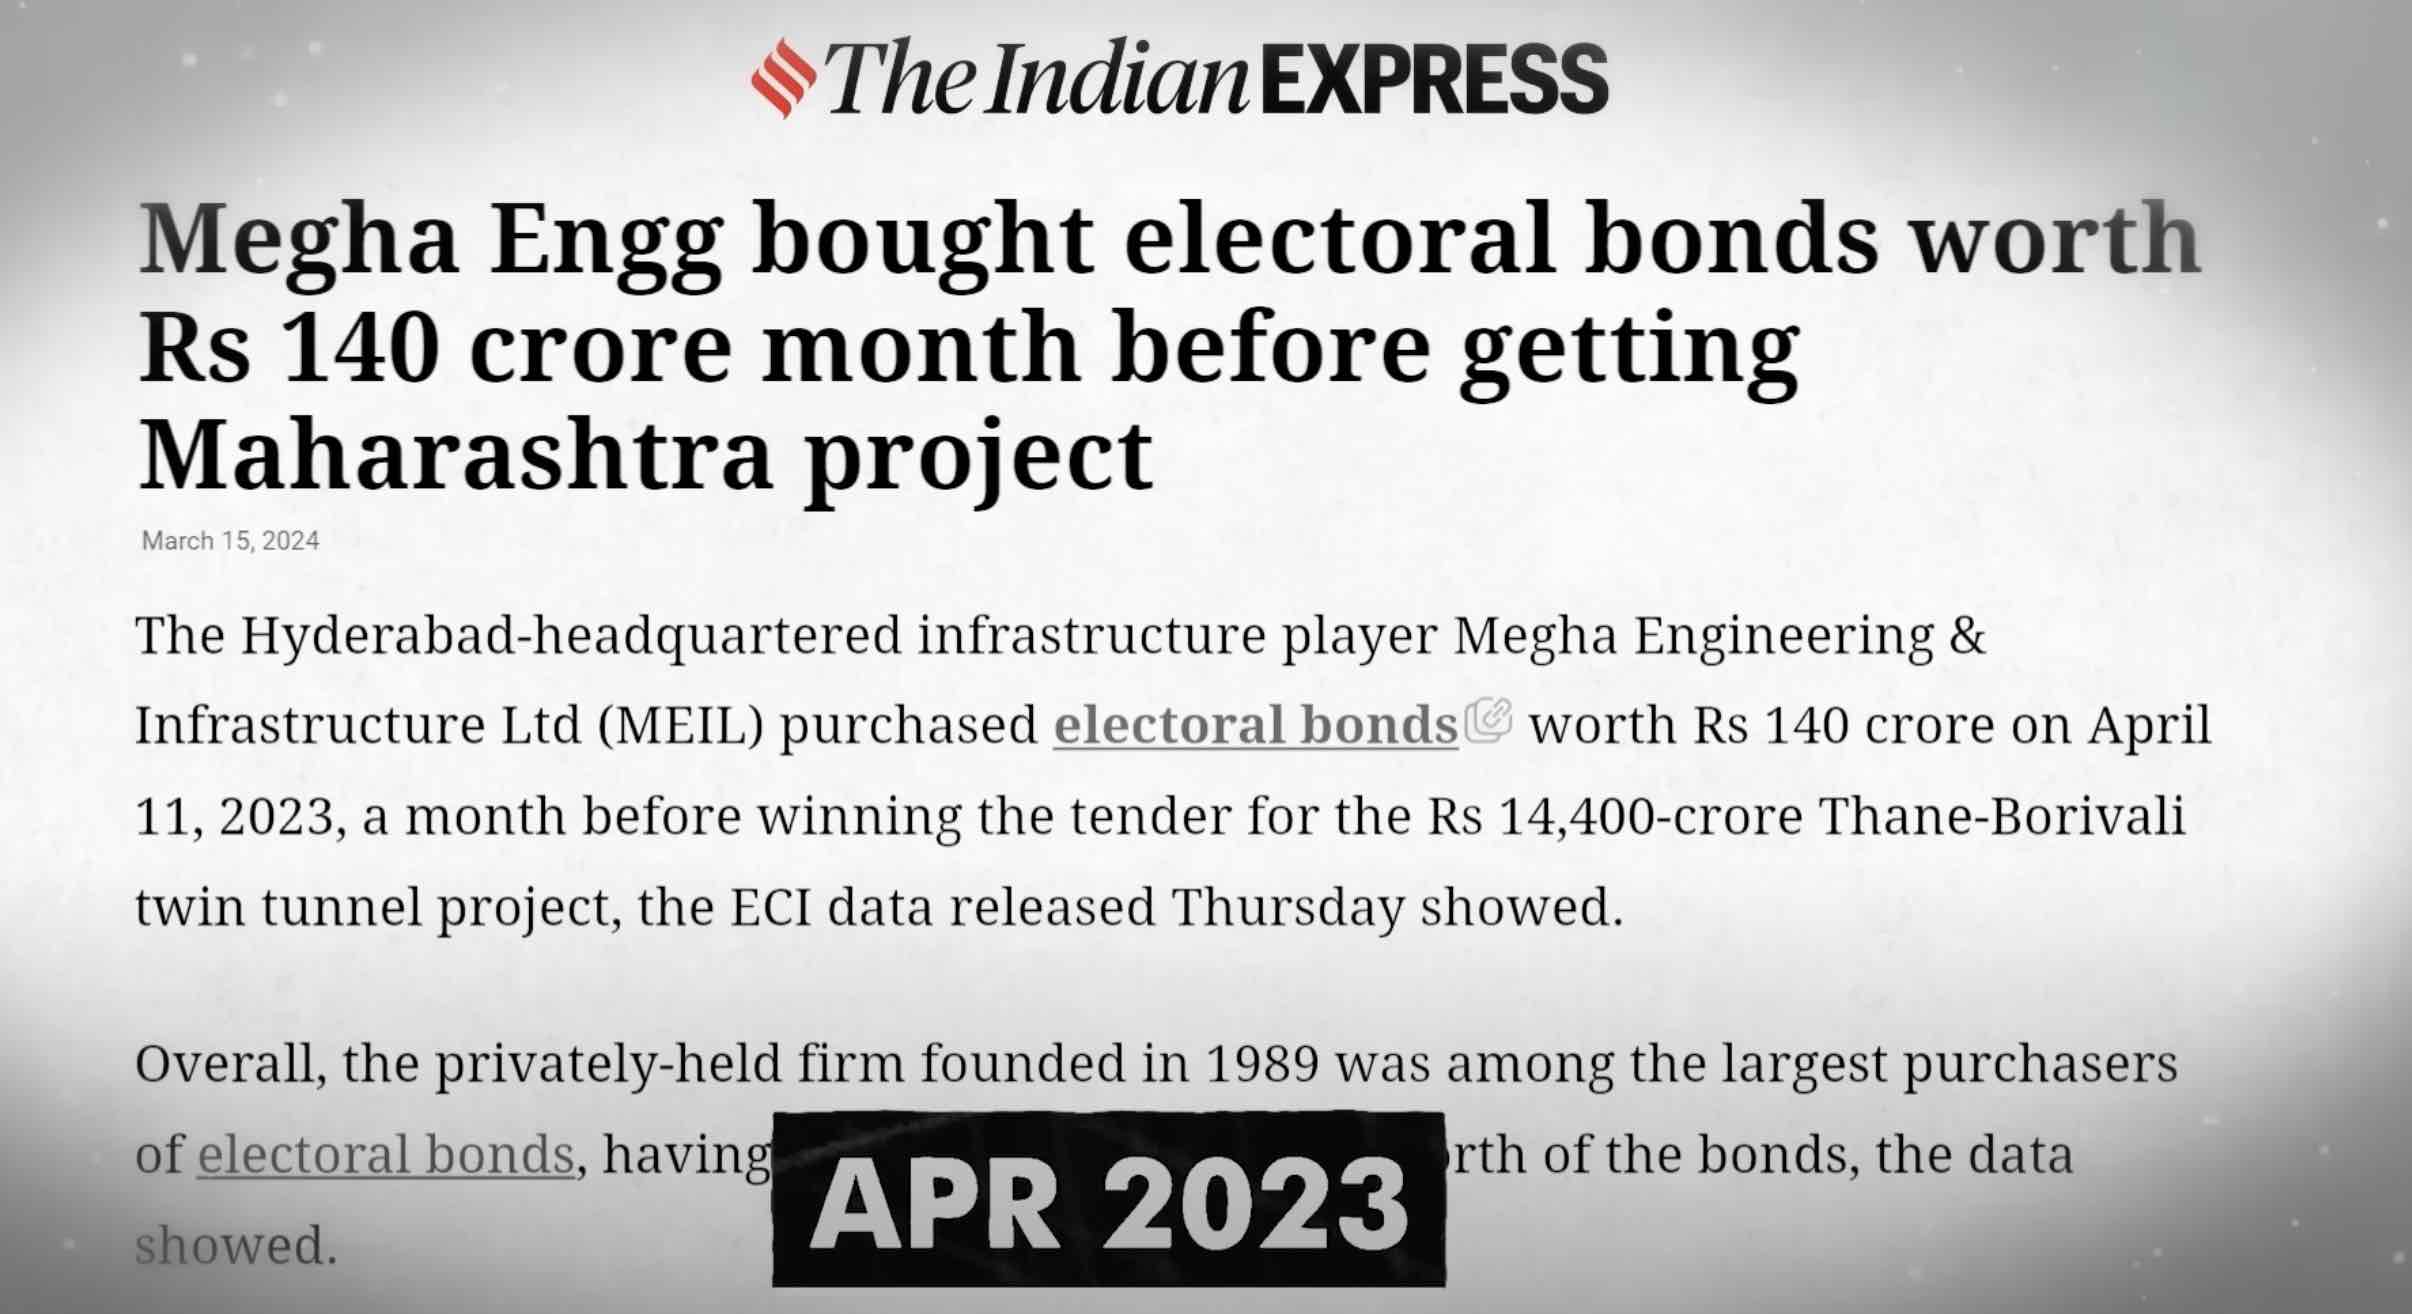 The Indian EXPRESS
Megha Engg bought electoral bonds worth
Rs 140 crore month before getting
Maharashtra project
March 15, 2024
The Hyderabad-headquartered infrastructure player Megha Engineering &
Infrastructure Ltd (MEIL) purchased electoral bonds worth Rs 140 crore on April
11, 2023, a month before winning the tender for the Rs 14,400-crore Thane-Borivali
twin tunnel project, the ECI data released Thursday showed.
Overall, the privately-held firm founded in 1989 was among the largest purchasers
of electoral bonds, having rth of the bonds, the data
showed.
APR 2023